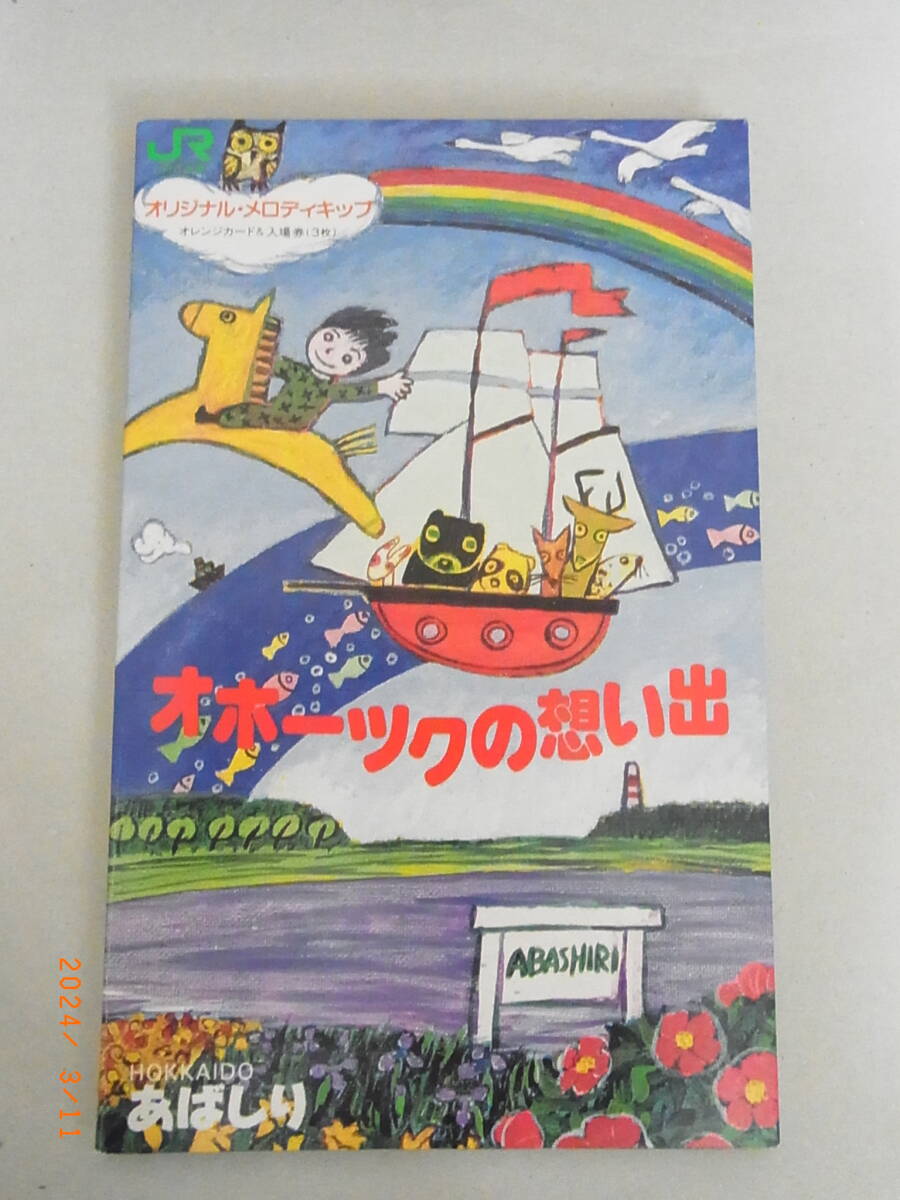 JR
オリジナル・メロディキップ
オレンジカード&入場券(3枚)
FJ
オホーツクの想い出
ABASHIRI
HOKKAIDO
あばしり
2024/ 3/11